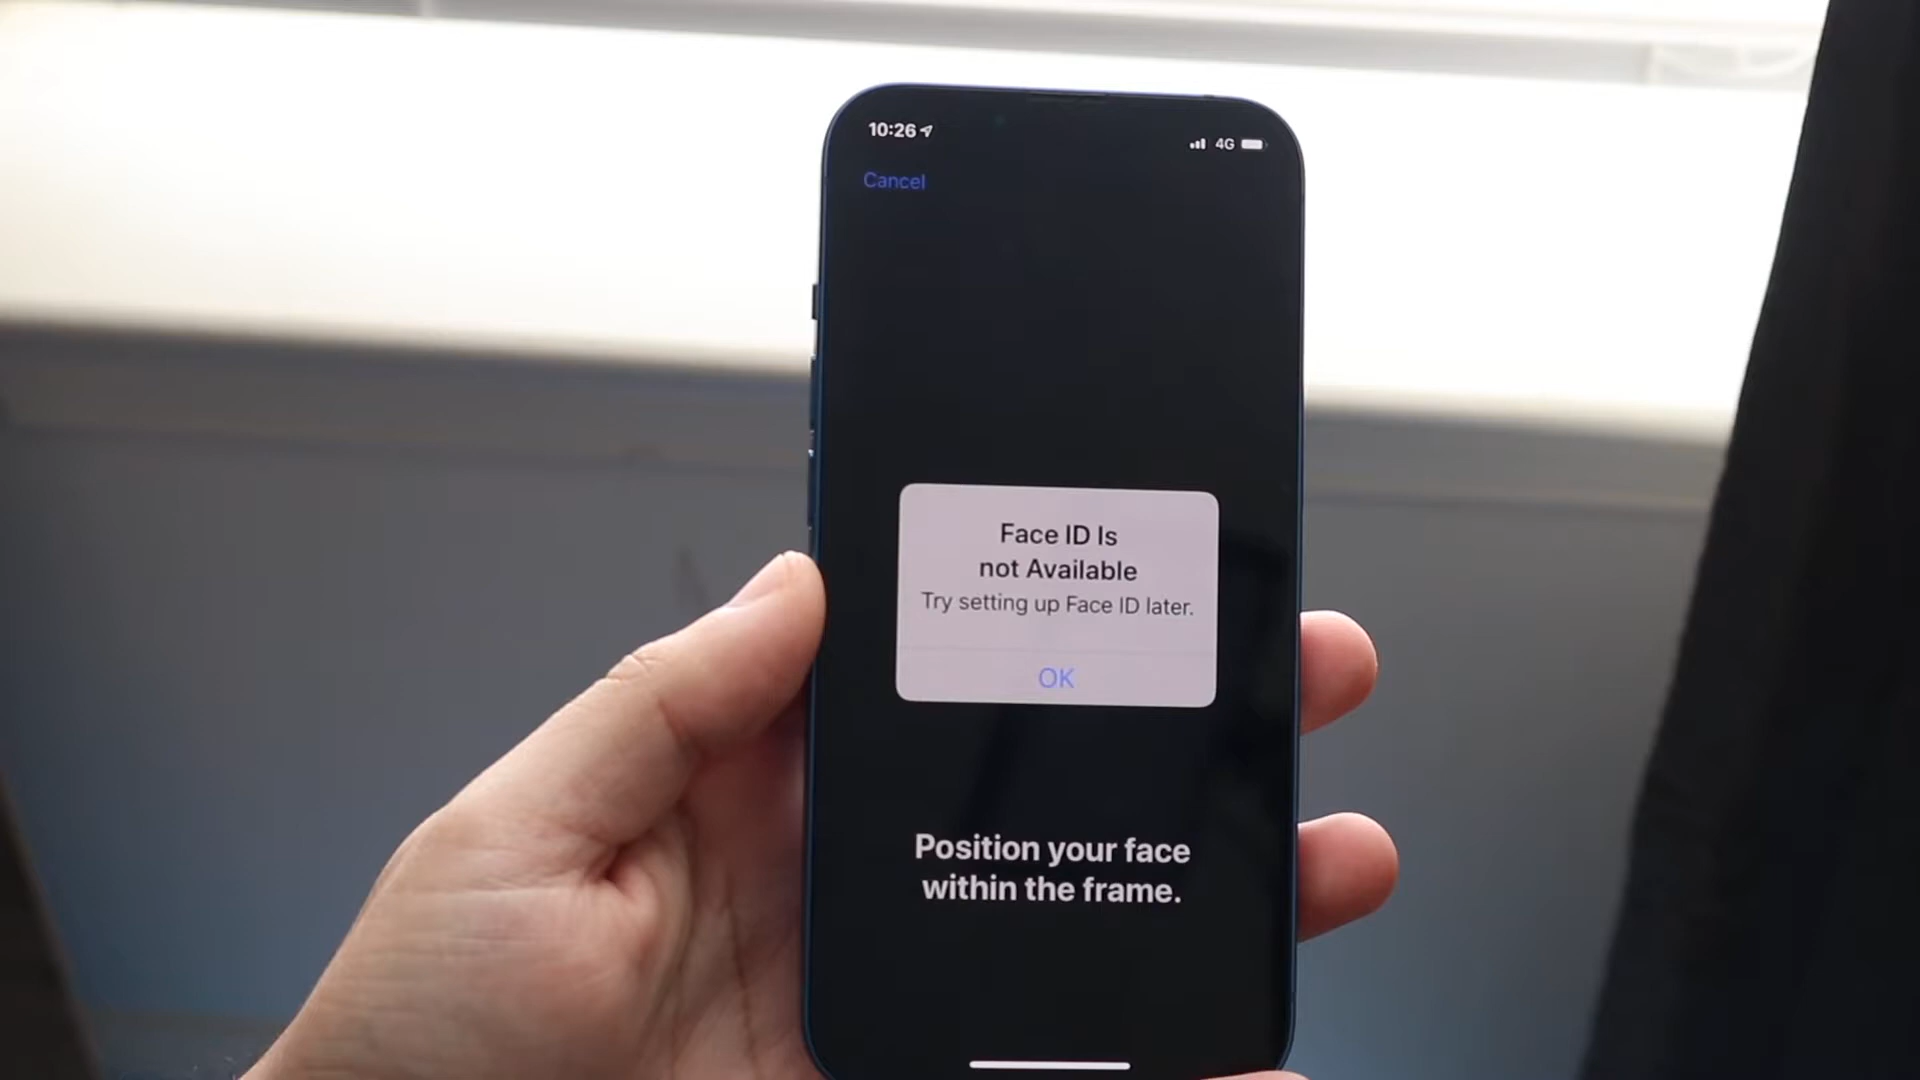 10:26
4G
Cancel
Face ID Is
not Available
Try setting up Face ID later.
OK
Position your face
within the frame.